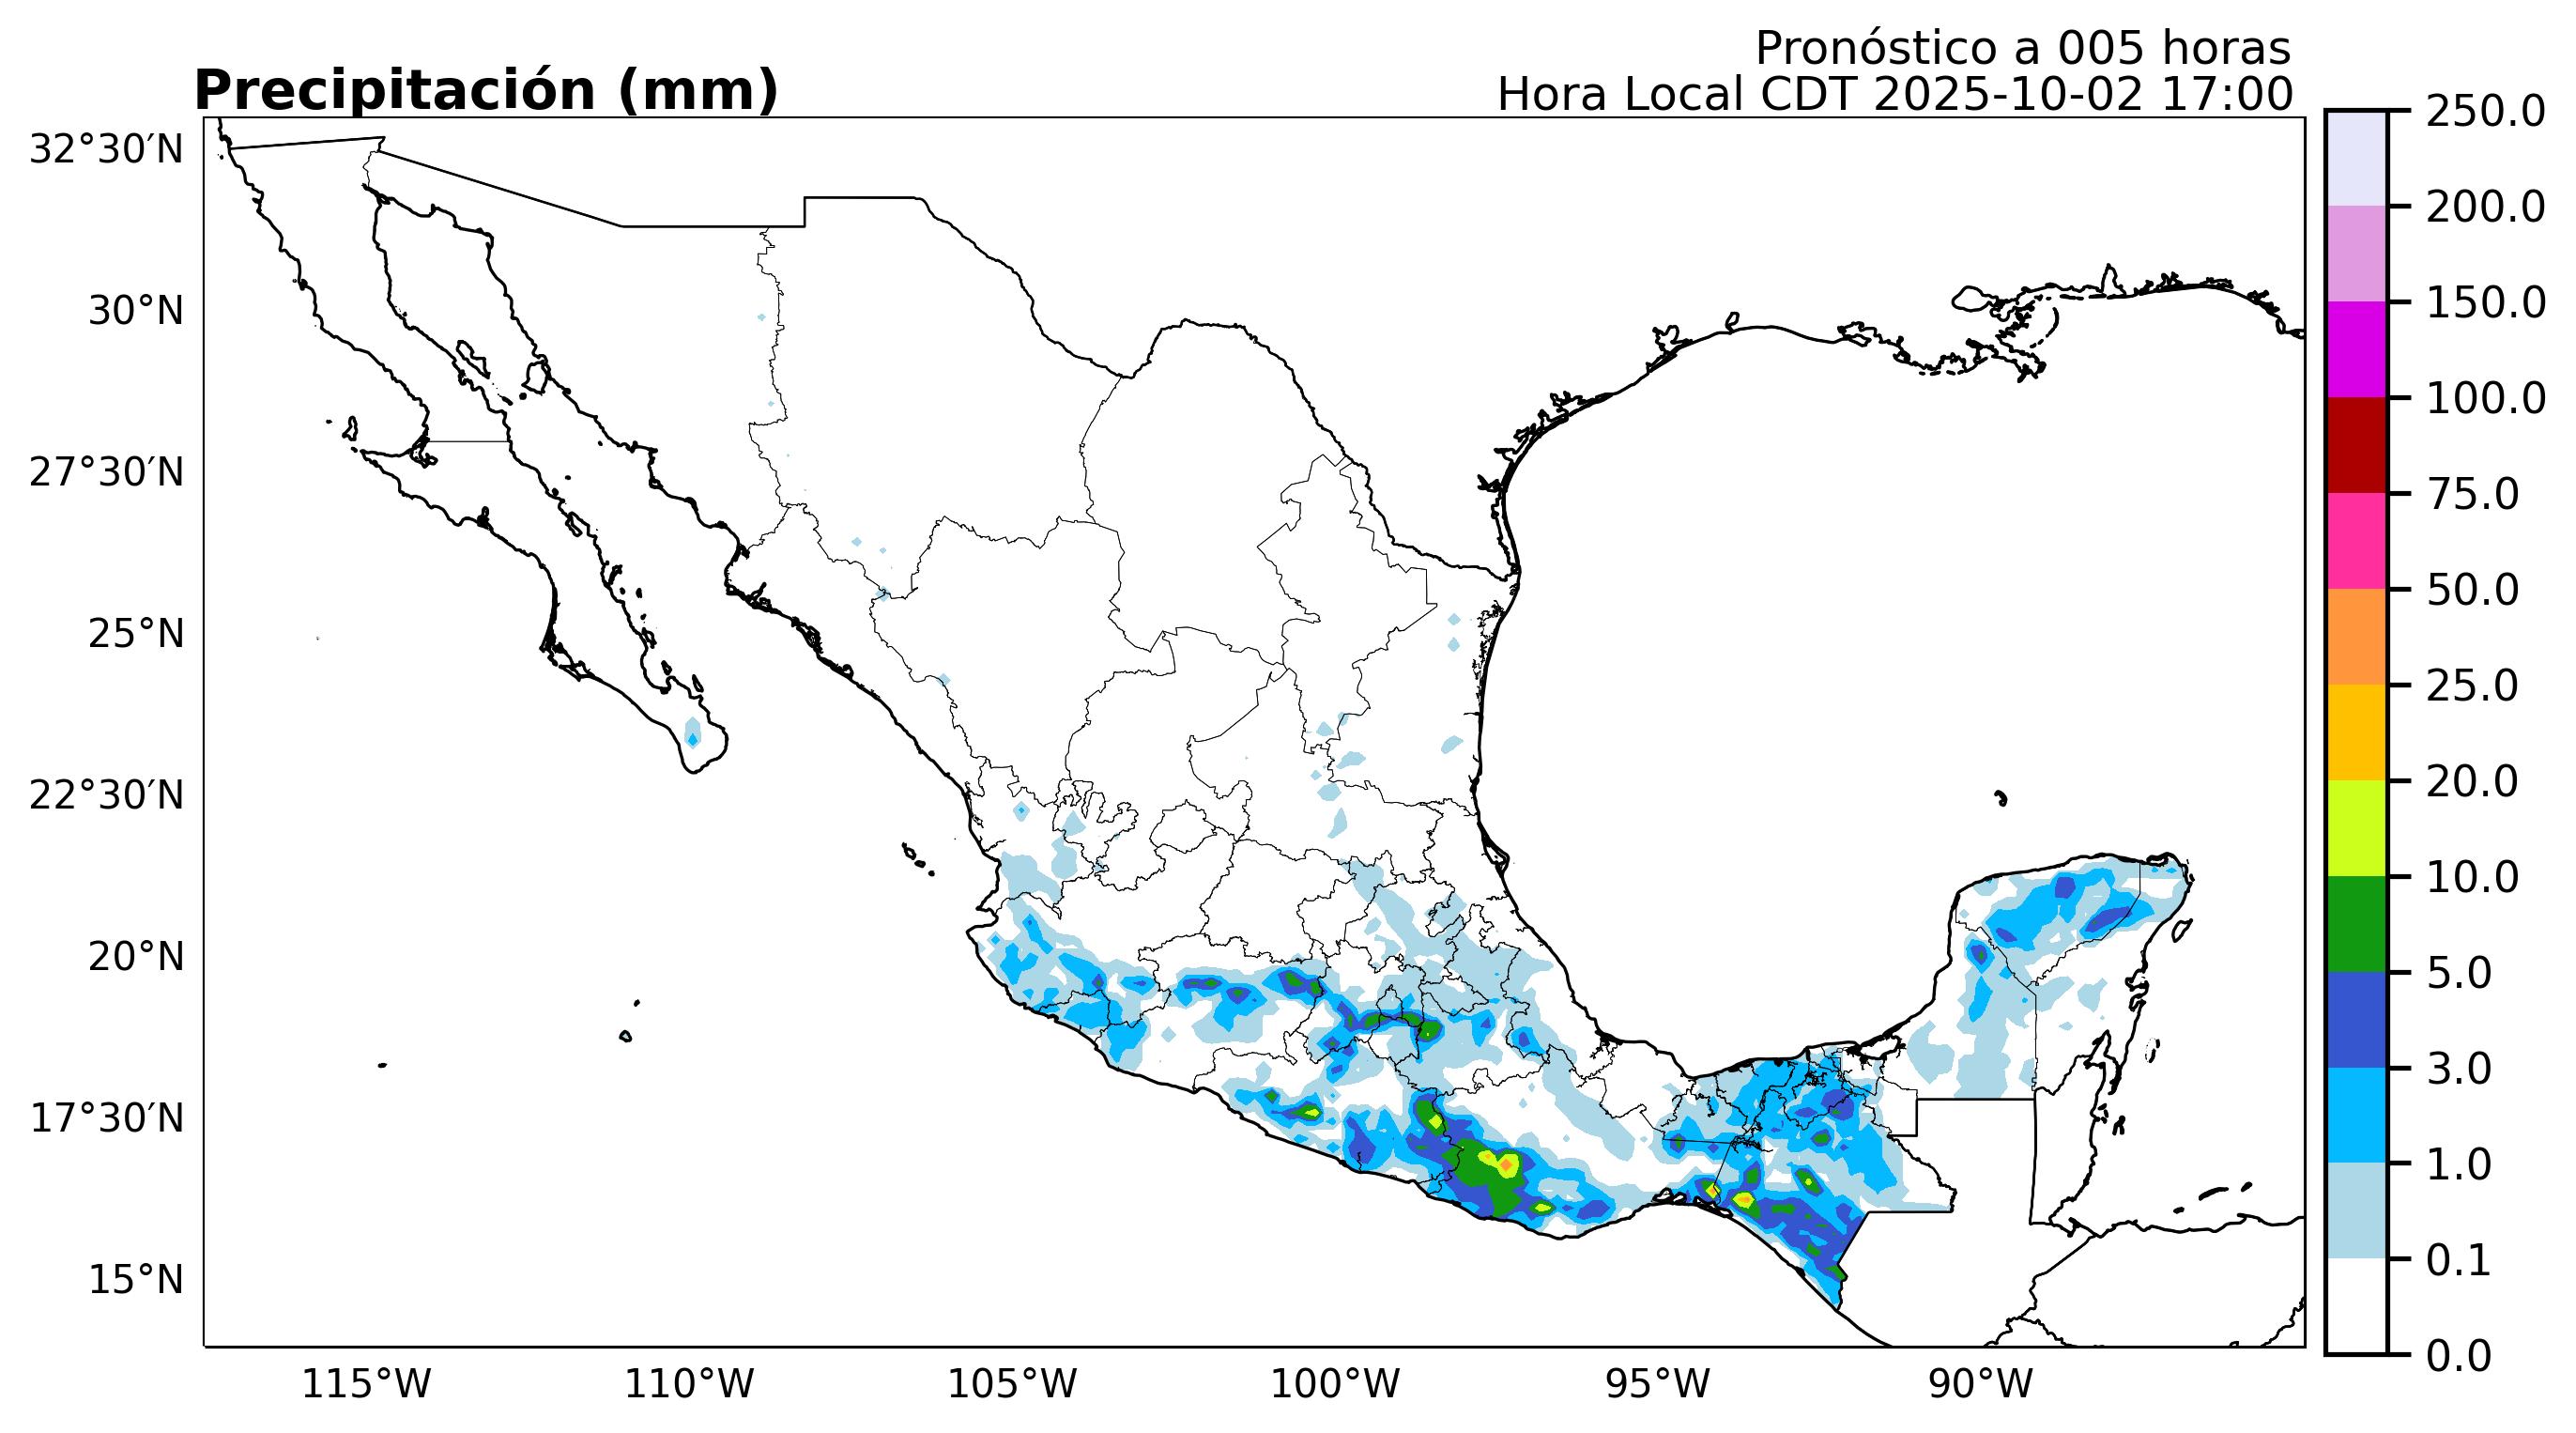 Pronóstico a 005 horas
Precipitación (mm)
Hora Local CDT 2025-10-02 17:00
32°30′N
30°N
27°30′N
25°N
22°30′N
20°N
17°30′N
15°N
115°W
110°W
105°W
100°W
95°W
90°W
250.0
200.0
150.0
100.0
75.0
50.0
25.0
20.0
10.0
5.0
3.0
1.0
0.1
0.0